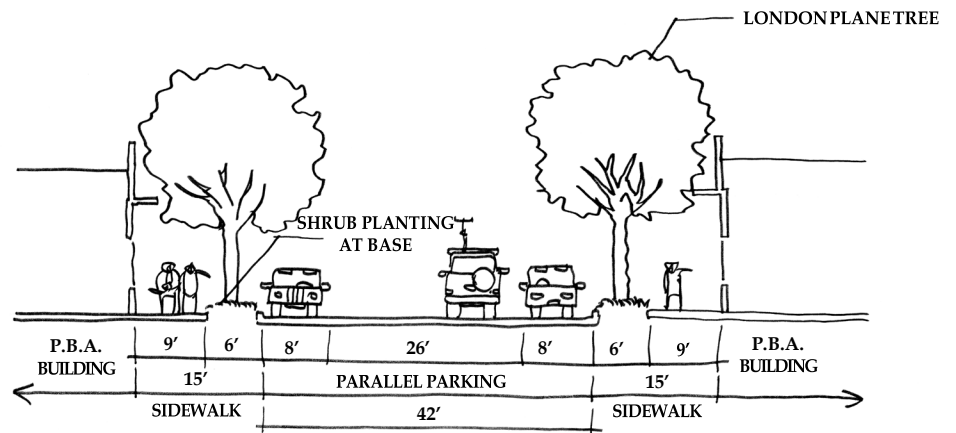 LONDON PLANE TREE
SHRUB PLANTING
AT BASE
P.B.A.
BUILDING
9’ 6’ 8’ 26’ 8’ 6’ 9’
P.B.A.
BUILDING
15’ PARALLEL PARKING 15’
SIDEWALK 42’ SIDEWALK